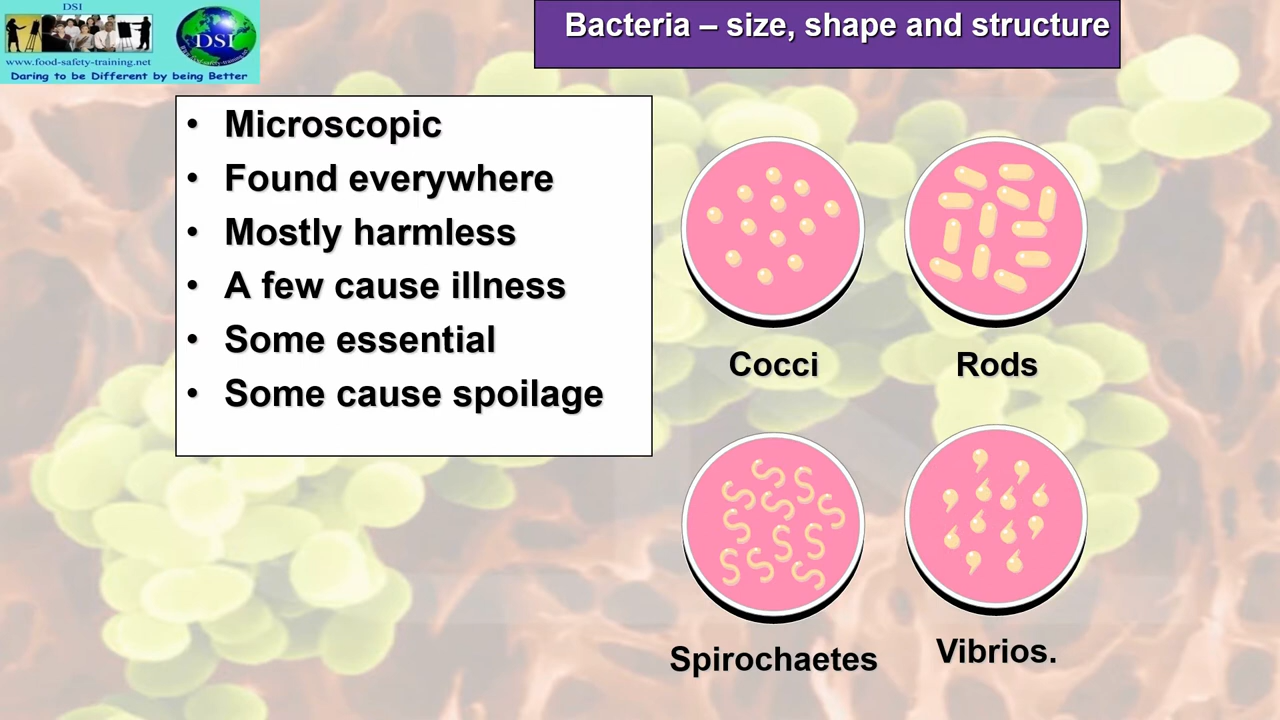 DSI
DSI
www.food-safety-training.net
Daring to be Different by being Better
Bacteria – size, shape and structure
• Microscopic
• Found everywhere
• Mostly harmless
• A few cause illness
• Some essential
• Some cause spoilage
Cocci
Rods
Spirochaetes
Vibrios.